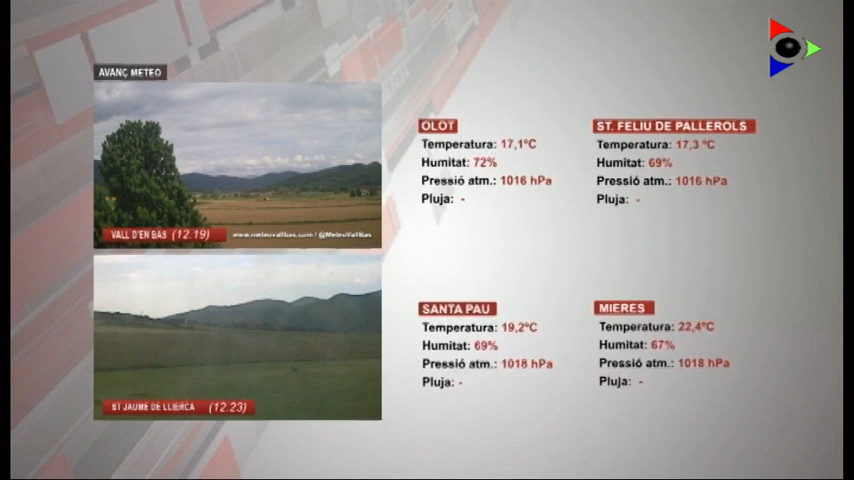 AVANÇ METEO
VALL D'EN BAS (12.19)
www.meteovallbas.com / @MeteoVallBas
ST JAUME DE LLIERCA (12.23)
OLOT
Temperatura: 17,1ºC
Humitat: 72%
Pressió atm.: 1016 hPa
Pluja: -
ST. FELIU DE PALLEROLS
Temperatura: 17,3 ºC
Humitat: 69%
Pressió atm.: 1016 hPa
Pluja: -
SANTA PAU
Temperatura: 19,2ºC
Humitat: 69%
Pressió atm.: 1018 hPa
Pluja: -
MIERES
Temperatura: 22,4ºC
Humitat: 67%
Pressió atm.: 1018 hPa
Pluja: -